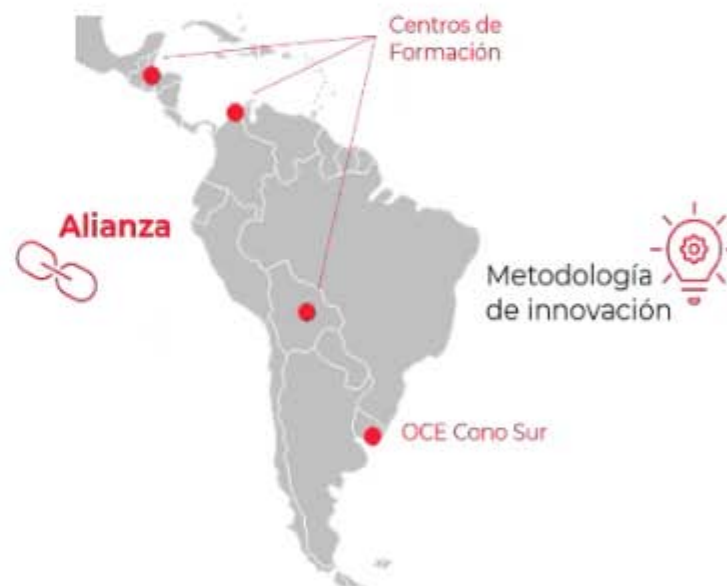 Centros de
Formación
Alianza
Metodología
de innovación
OCE Cono Sur